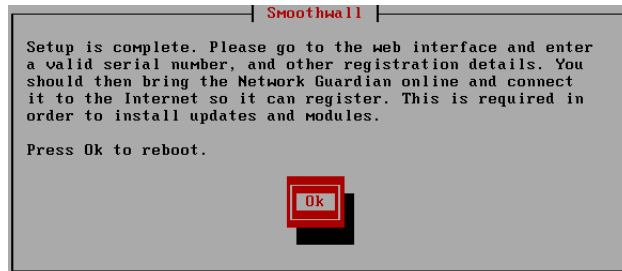 Smoothwall
Setup is complete. Please go to the web interface and enter
a valid serial number, and other registration details. You
should then bring the Network Guardian online and connect
it to the Internet so it can register. This is required in
order to install updates and modules.
Press Ok to reboot.
Ok